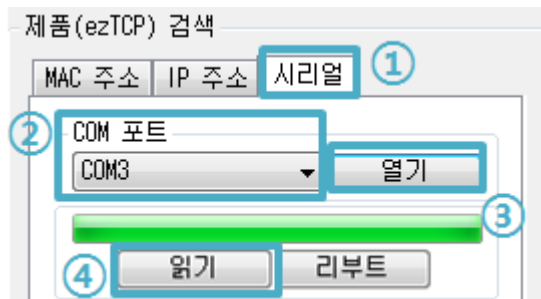 제품(ezTCP) 검색
MAC 주소 IP 주소 시리얼 ①
② COM 포트
COM3 열기
③
④ 읽기 리부트